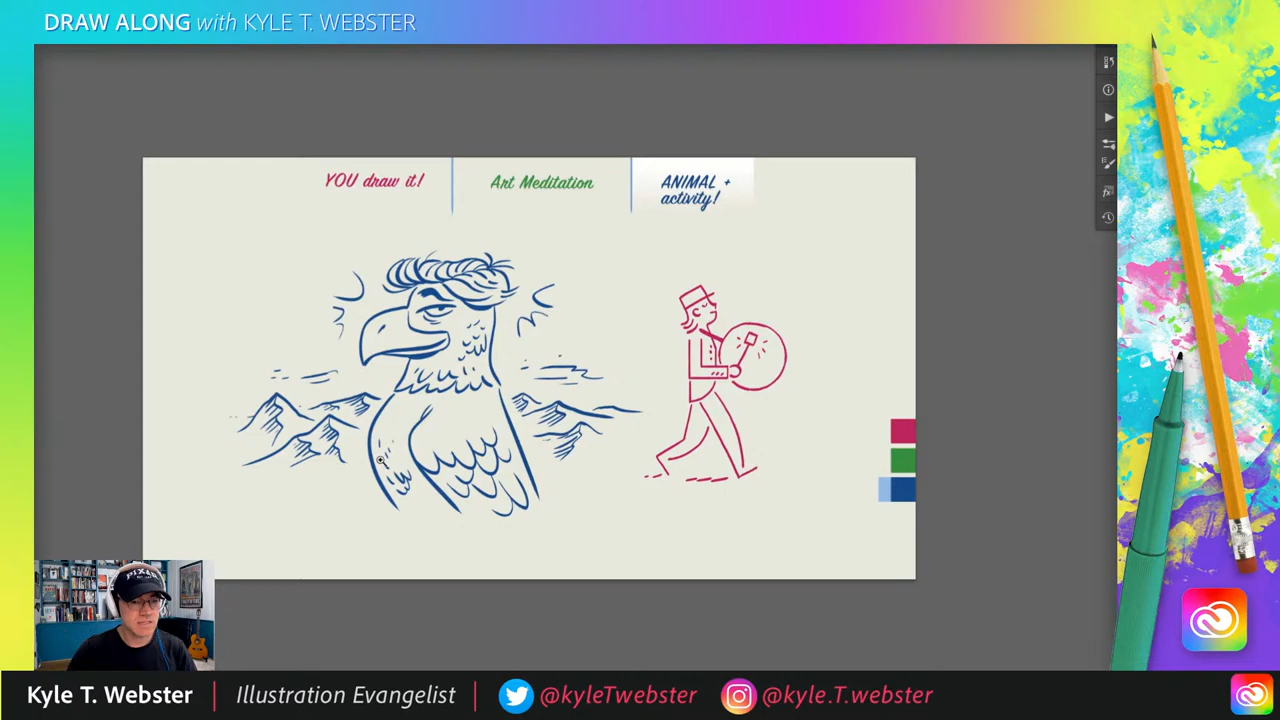 DRAW ALONG with KYLE T. WEBSTER
YOU draw it!
Art Meditation
ANIMAL +
activity!
PIXAR
Kyle T. Webster
Illustration Evangelist
@kyleTwebster
@kyle.T.webster